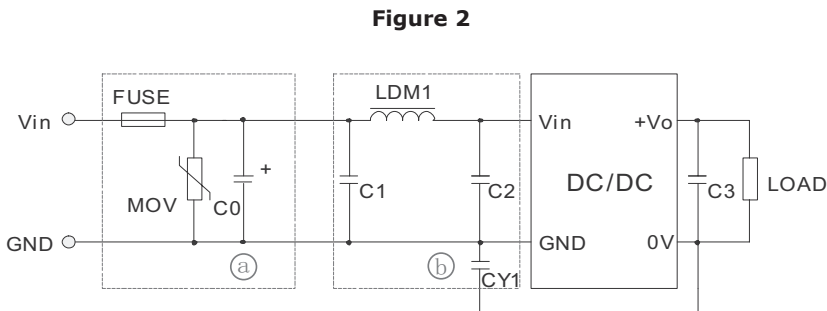 Figure 2
FUSE
LDM1
Vin
Vin
+Vo
+
MOV
C0
C1
C2
DC/DC
C3
LOAD
GND
GND
0V
a
b
CY1